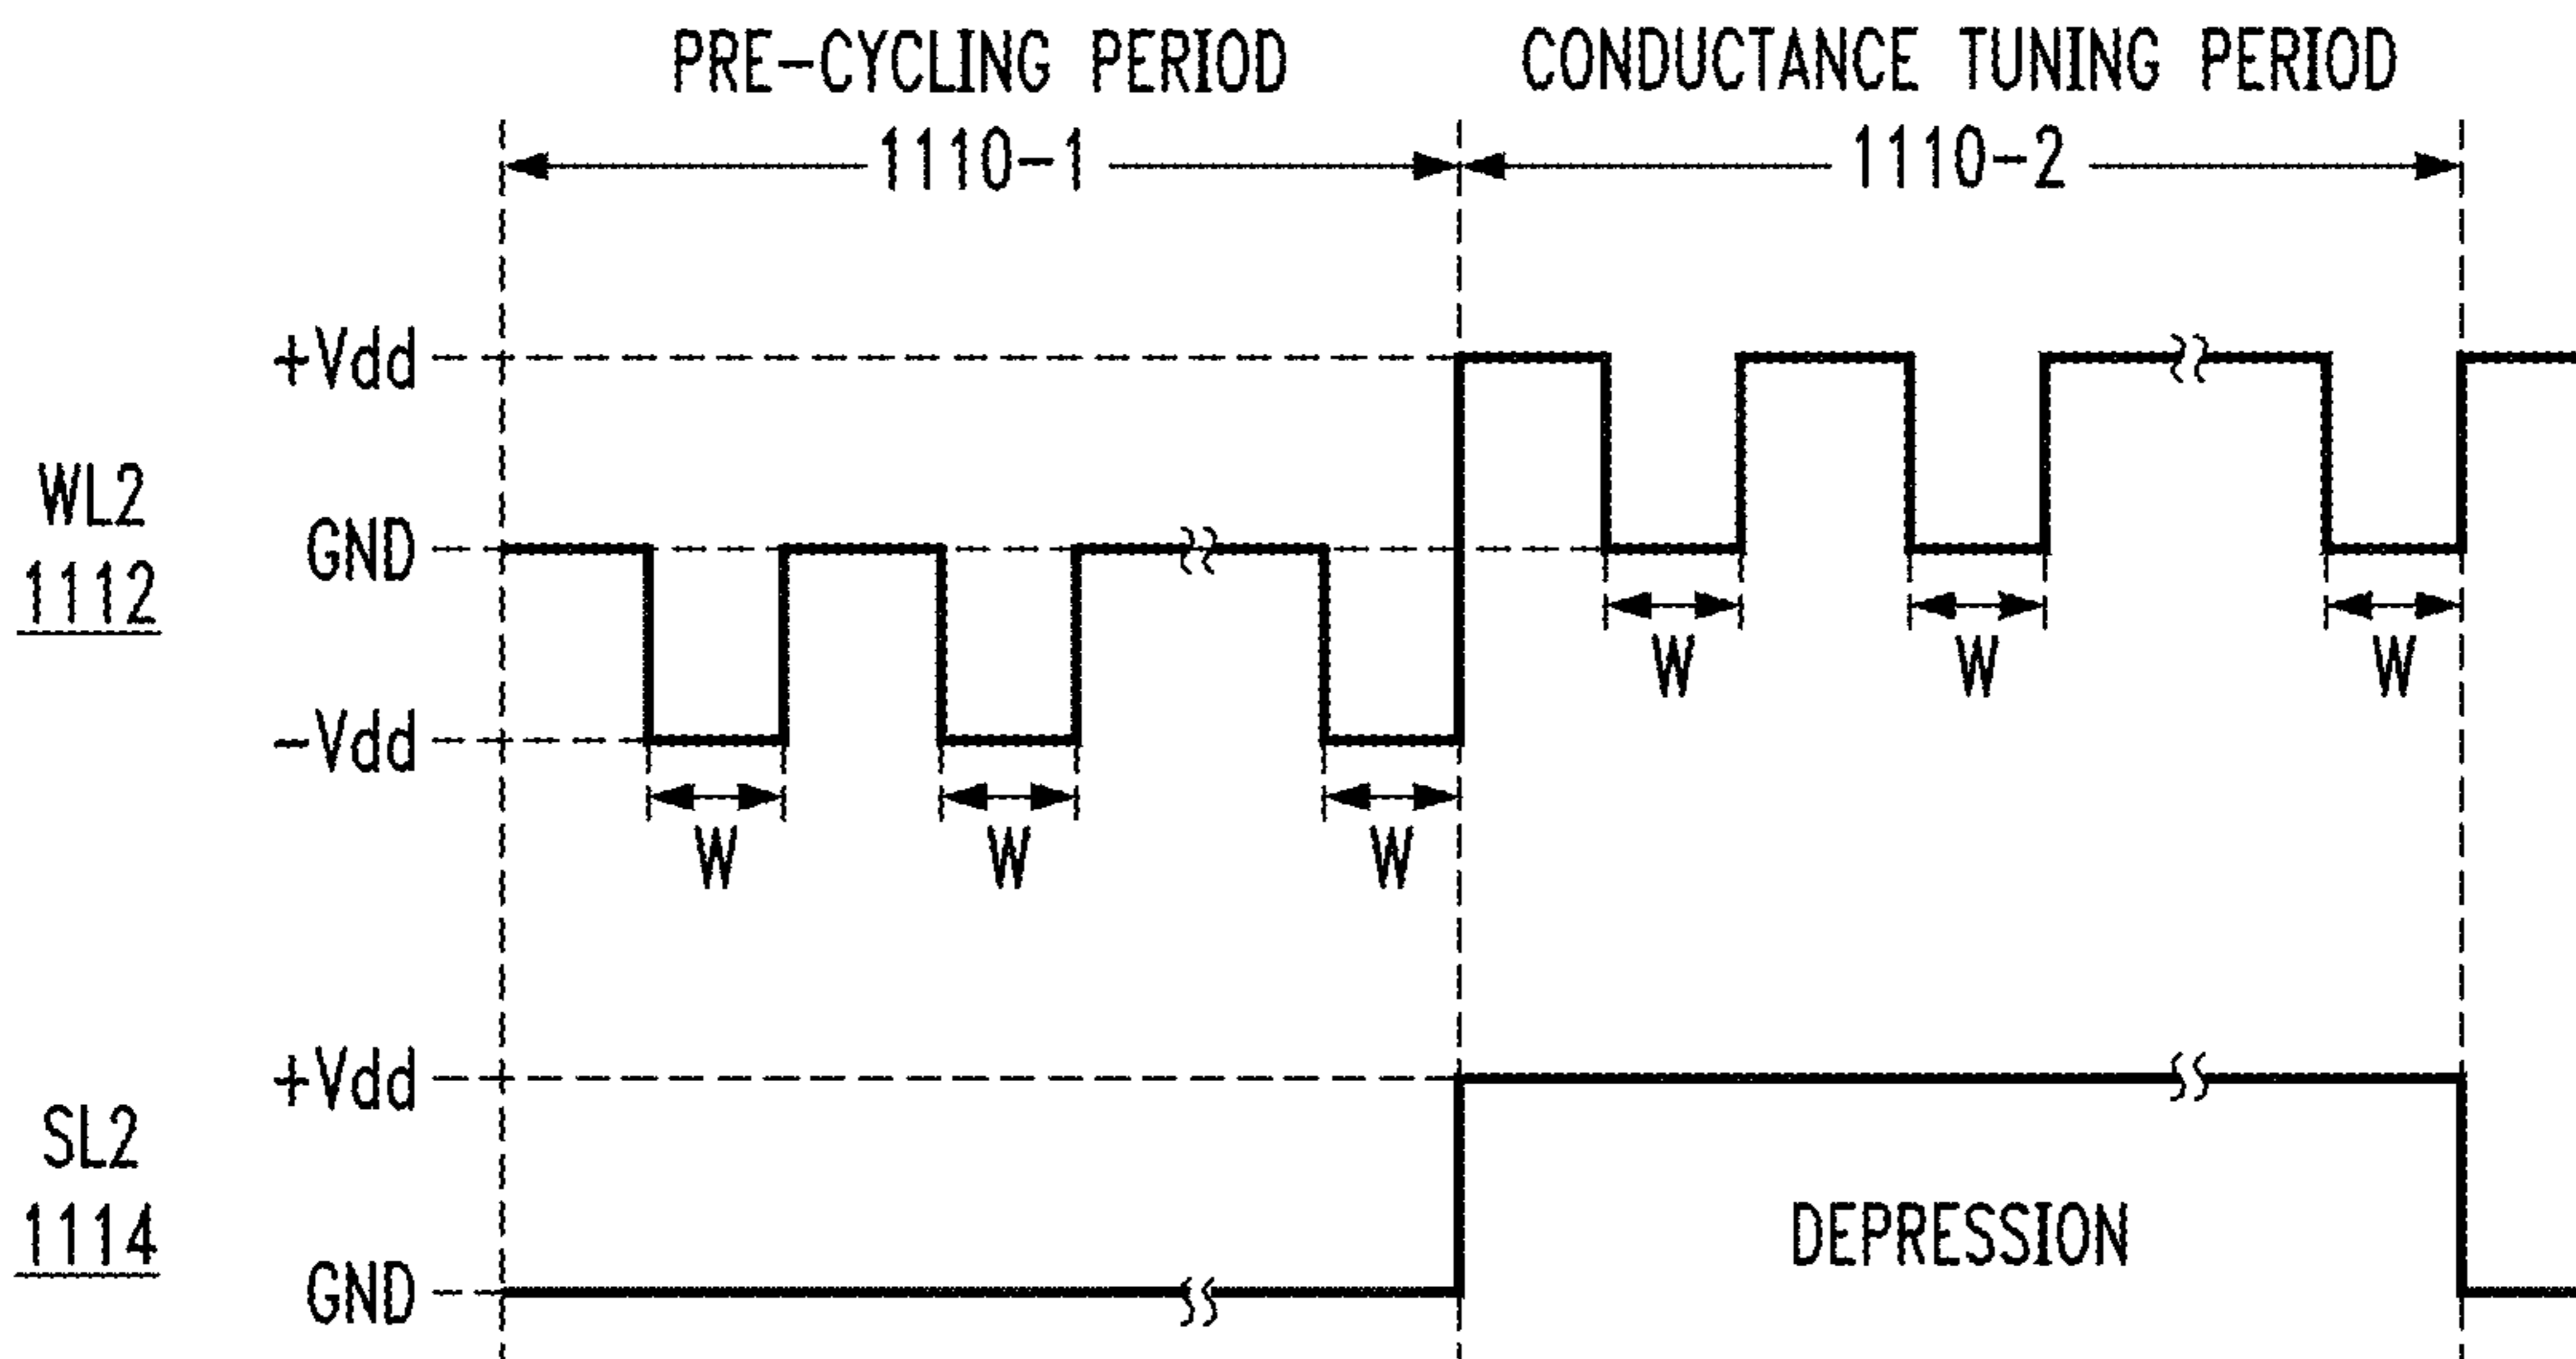 PRE-CYCLING PERIOD
1110-1
CONDUCTANCE TUNING PERIOD
1110-2
WL2
1112
+Vdd
GND
-Vdd
W
W
W
W
W
W
SL2
1114
+Vdd
GND
DEPRESSION